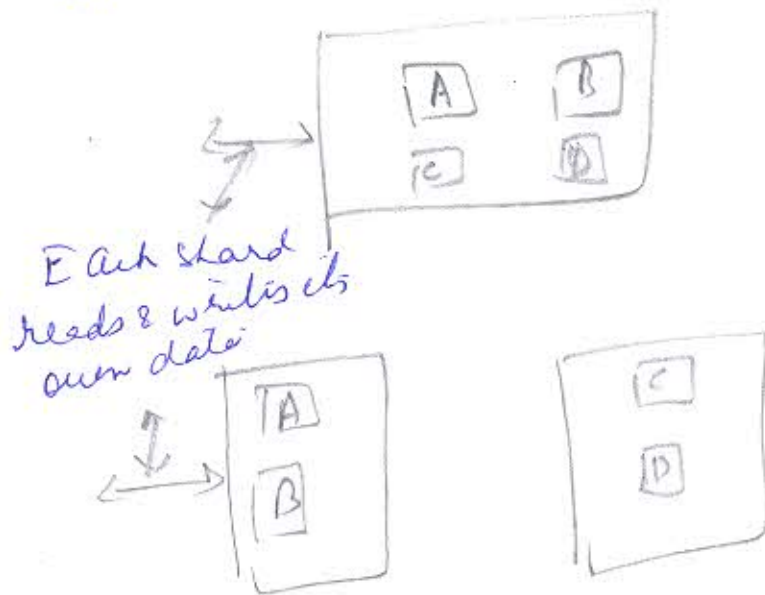 A B
C D
Each shard
reads & writes its
own data
A
B
C
D